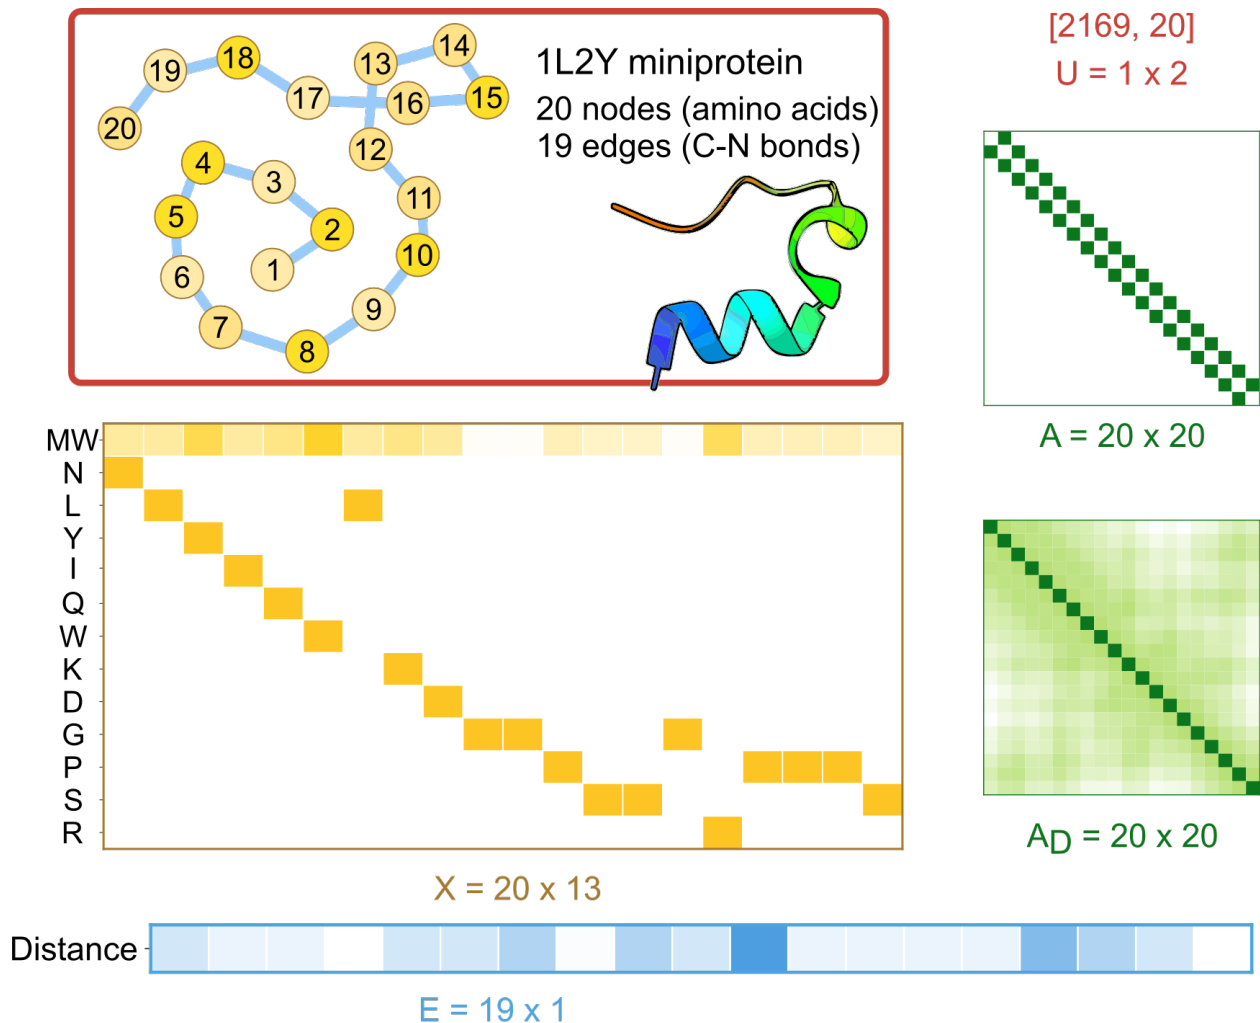 1L2Y miniprotein
20 nodes (amino acids)
19 edges (C-N bonds)
1
2
3
4
5
6
7
8
9
10
11
12
13
14
15
16
17
18
19
20
[2169, 20]
U = 1 x 2
A = 20 x 20
MW
N
L
Y
I
Q
W
K
D
G
P
S
R
X = 20 x 13
AD = 20 x 20
Distance
E = 19 x 1